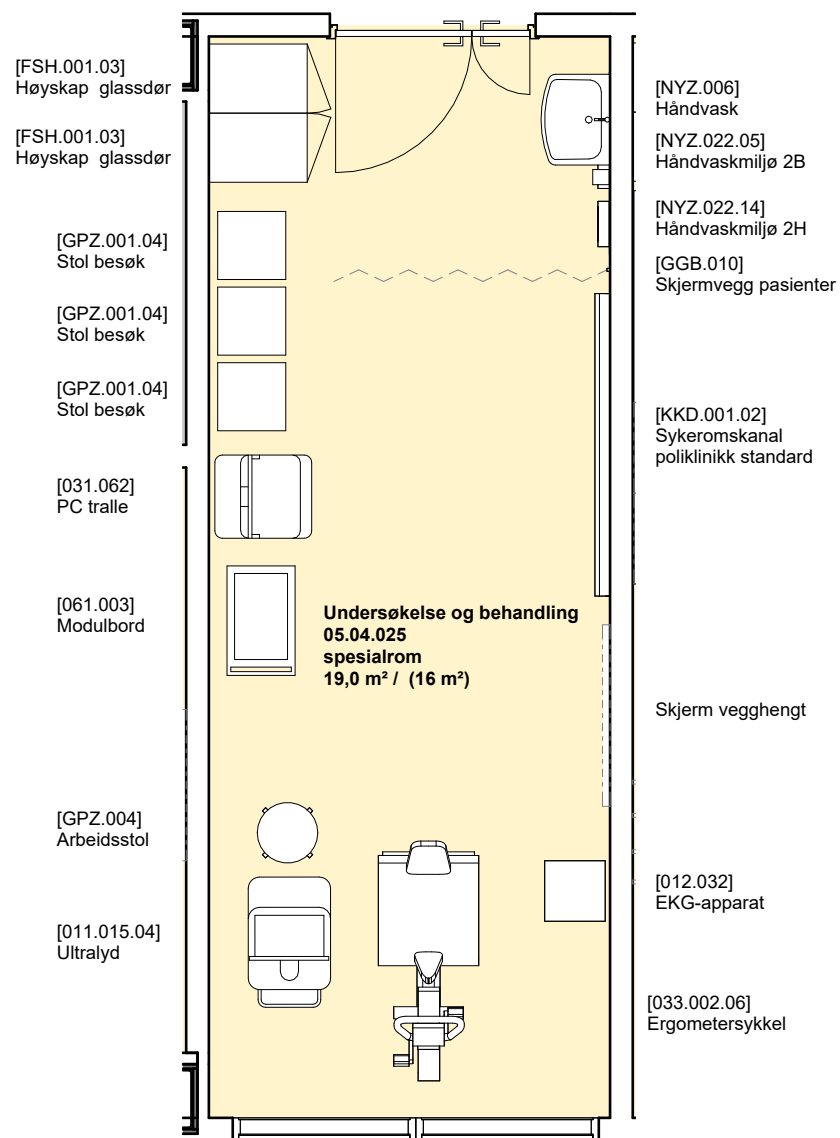 [FSH.001.03]
Høyskap glassdør
[FSH.001.03]
Høyskap glassdør
[GPZ.001.04]
Stol besøk
[GPZ.001.04]
Stol besøk
[GPZ.001.04]
Stol besøk
[031.062]
PC tralle
[061.003]
Modulbord
[GPZ.004]
Arbeidsstol
[011.015.04]
Ultralyd
Undersøkelse og behandling
05.04.025
spesialrom
19,0 m² / (16 m²)
[NYZ.006]
Håndvask
[NYZ.022.05]
Håndvaskmiljø 2B
[NYZ.022.14]
Håndvaskmiljø 2H
[GGB.010]
Skjermvegg pasienter
[KKD.001.02]
Sykeromskanal
poliklinikk standard
Skjerm vegghengt
[012.032]
EKG-apparat
[033.002.06]
Ergometersykkel